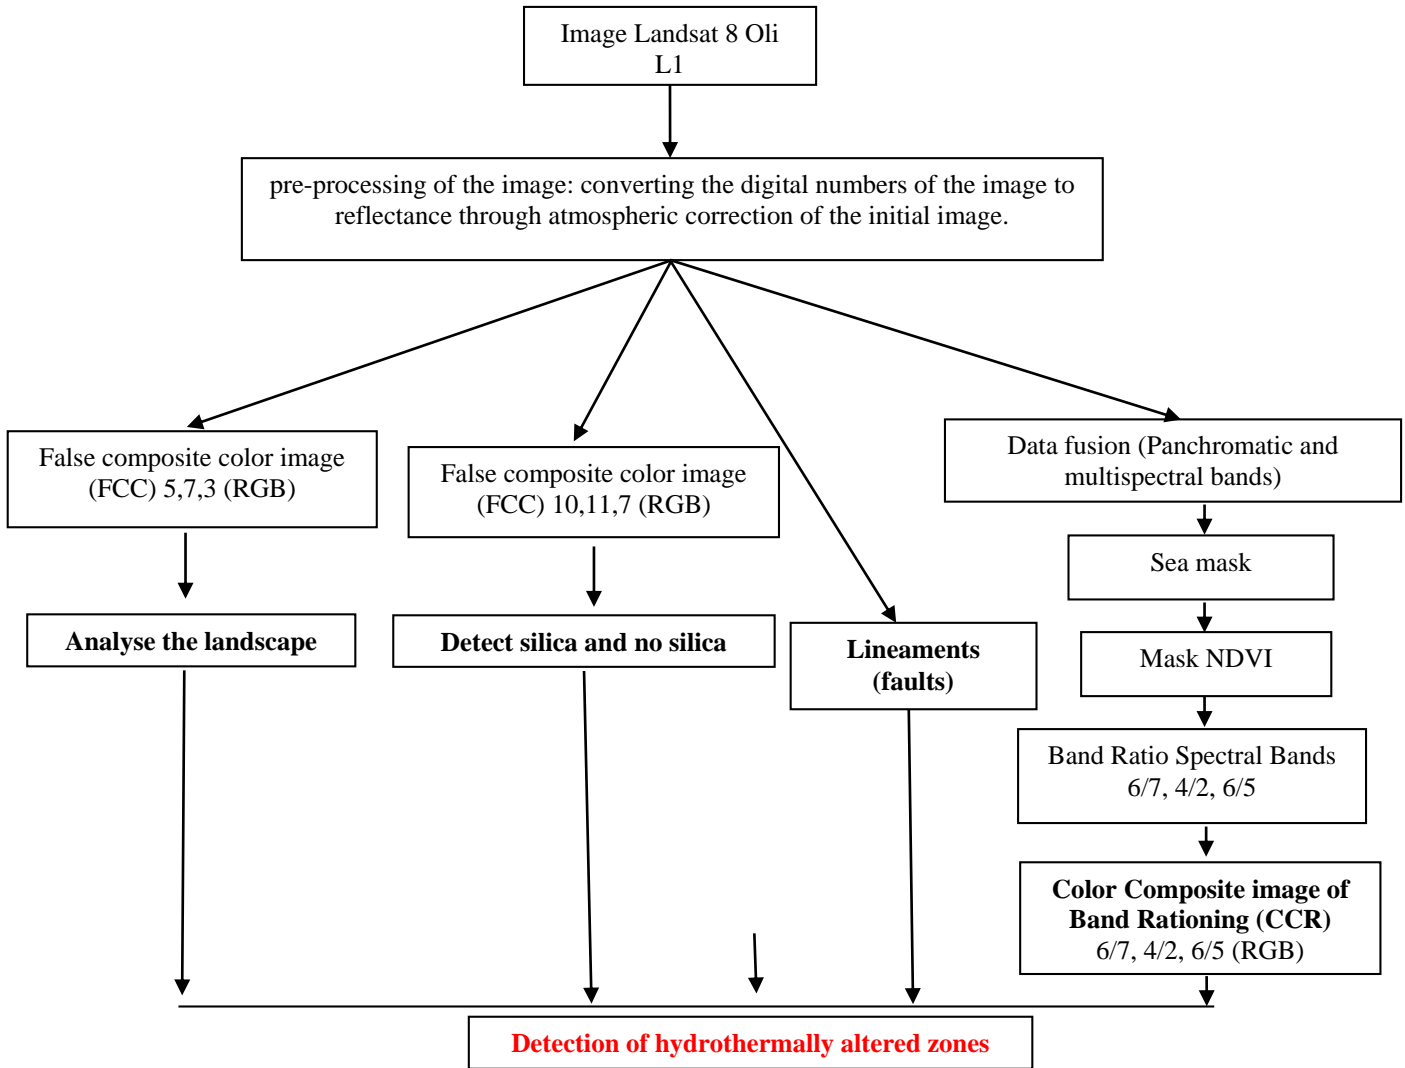 Image Landsat 8 Oli
L1
pre-processing of the image: converting the digital numbers of the image to
reflectance through atmospheric correction of the initial image.
False composite color image
(FCC) 5,7,3 (RGB)
False composite color image
(FCC) 10,11,7 (RGB)
Data fusion (Panchromatic and
multispectral bands)
Sea mask
Analyse the landscape
Detect silica and no silica
Lineaments
(faults)
Mask NDVI
Band Ratio Spectral Bands
6/7, 4/2, 6/5
Color Composite image of
Band Rationing (CCR)
6/7, 4/2, 6/5 (RGB)
Detection of hydrothermally altered zones